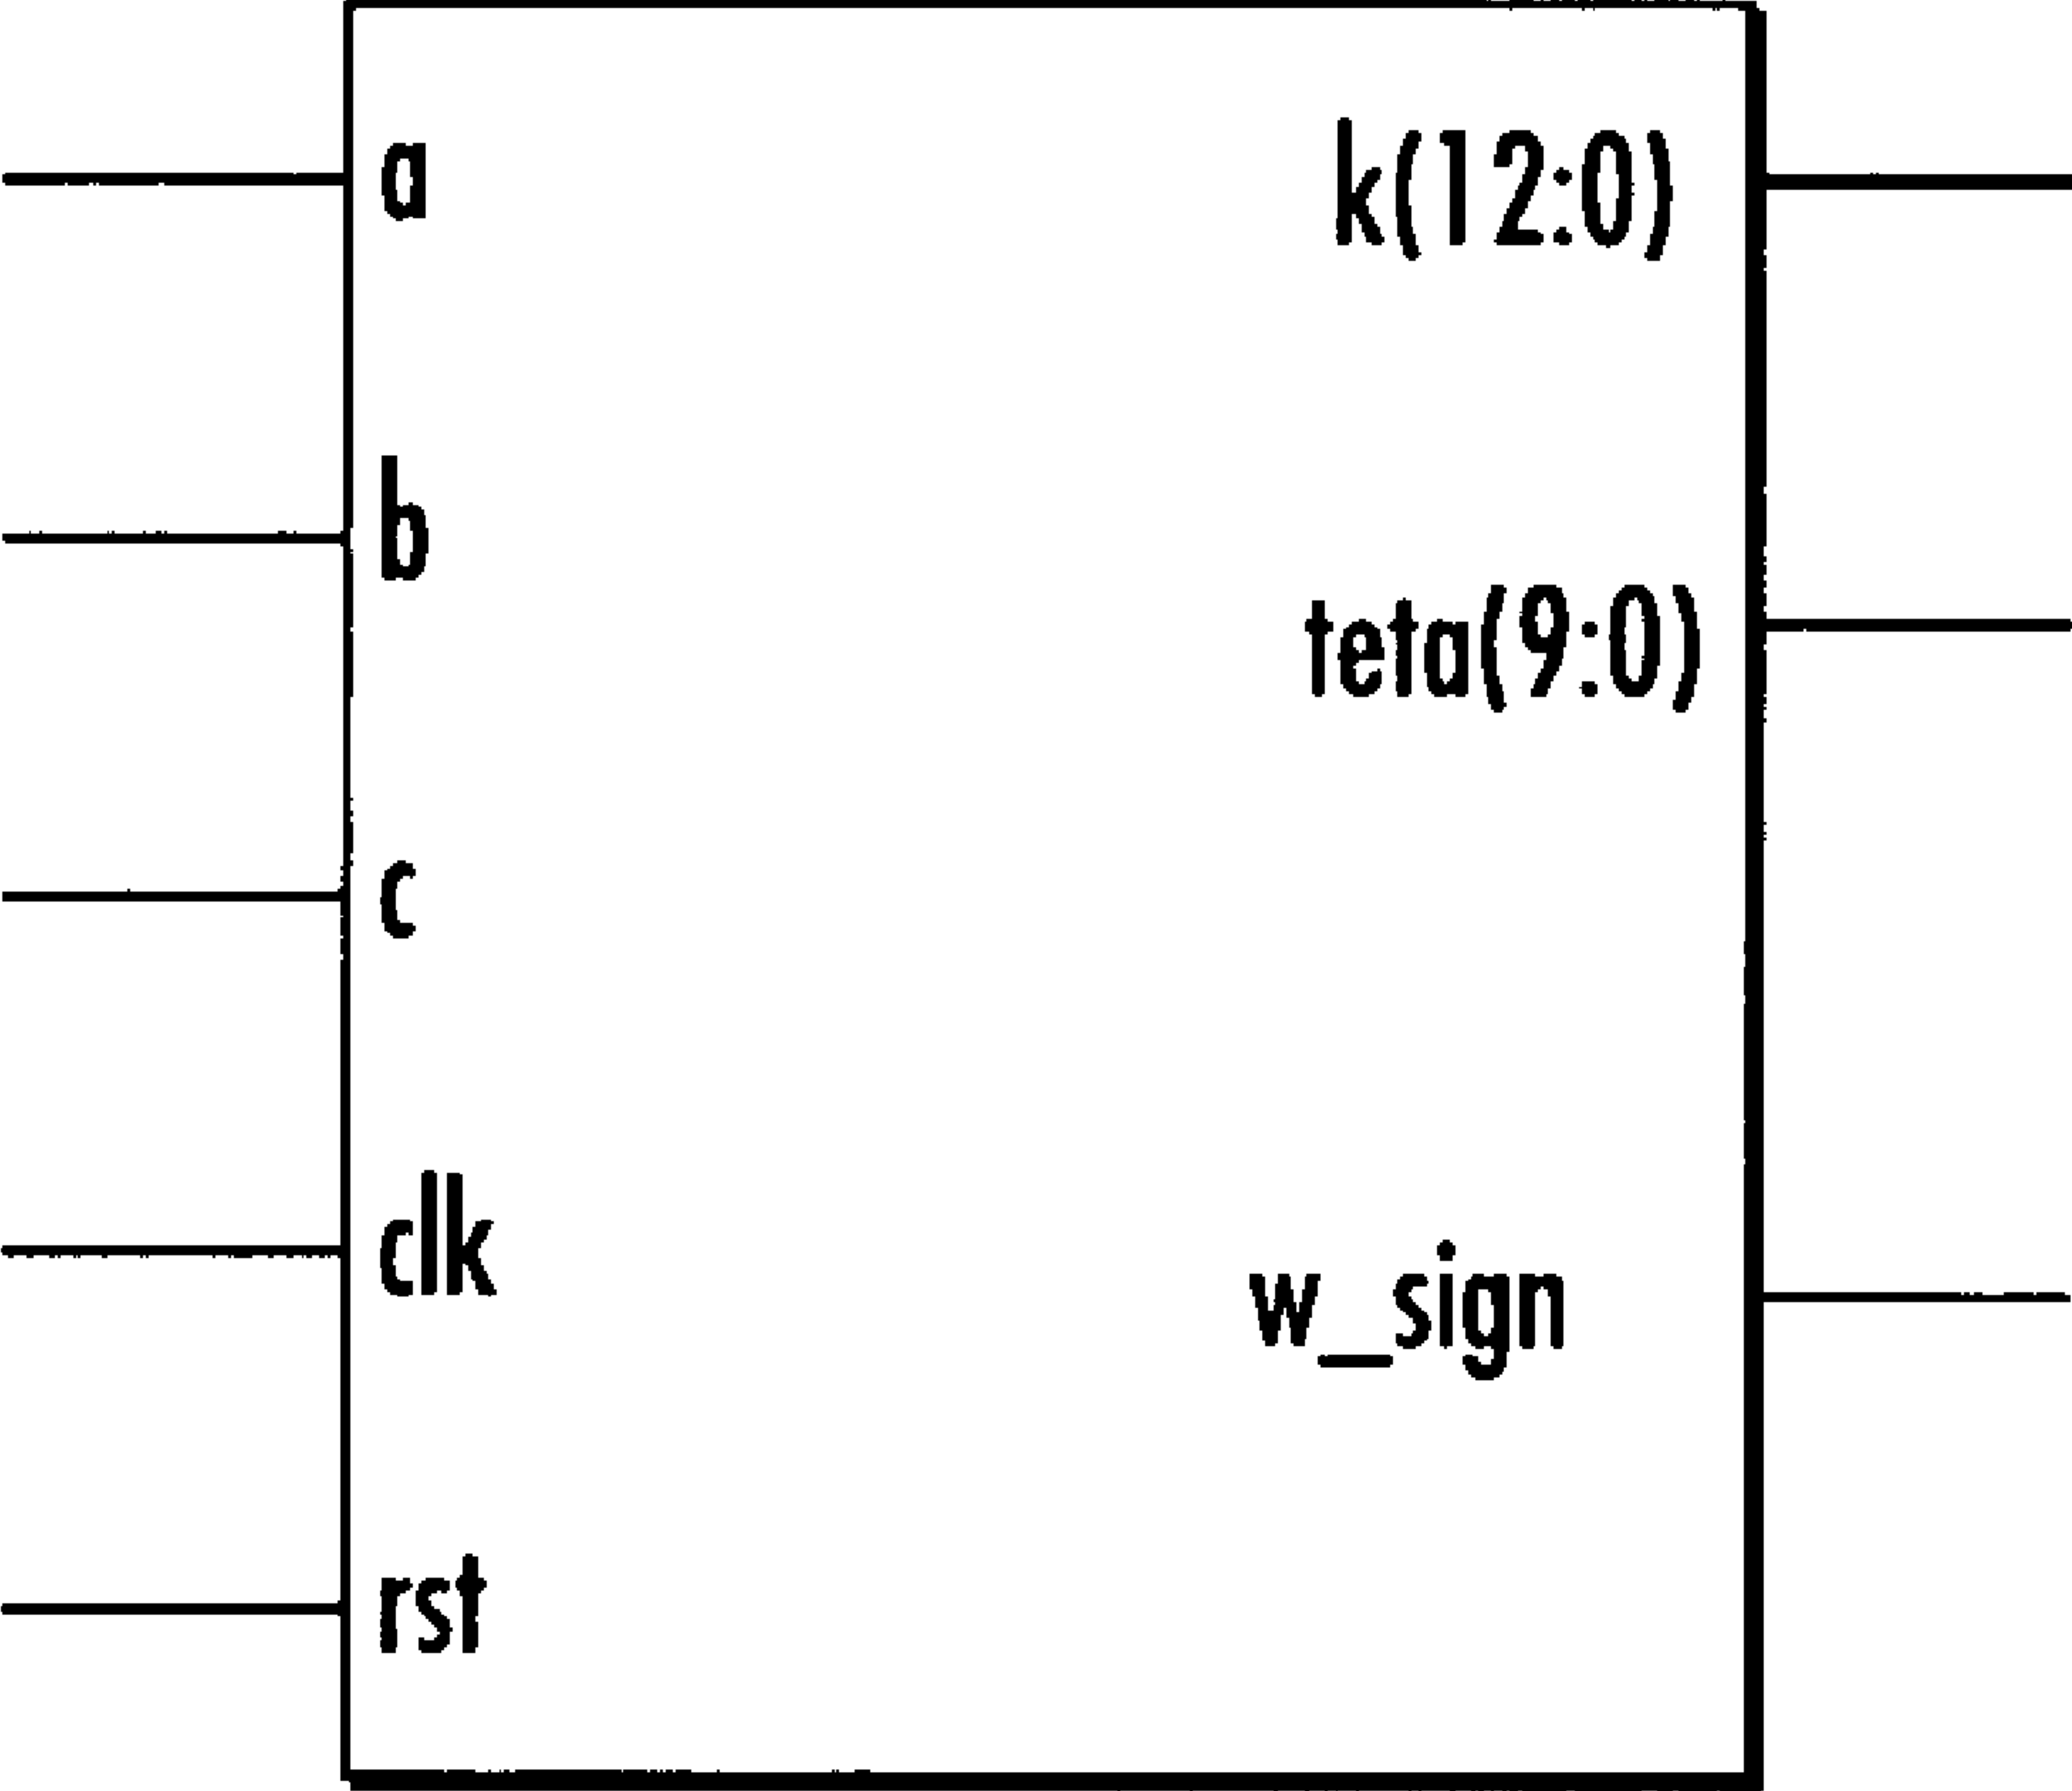 a
k(12:0)
b
teta(9:0)
c
clk
w_sign
rst